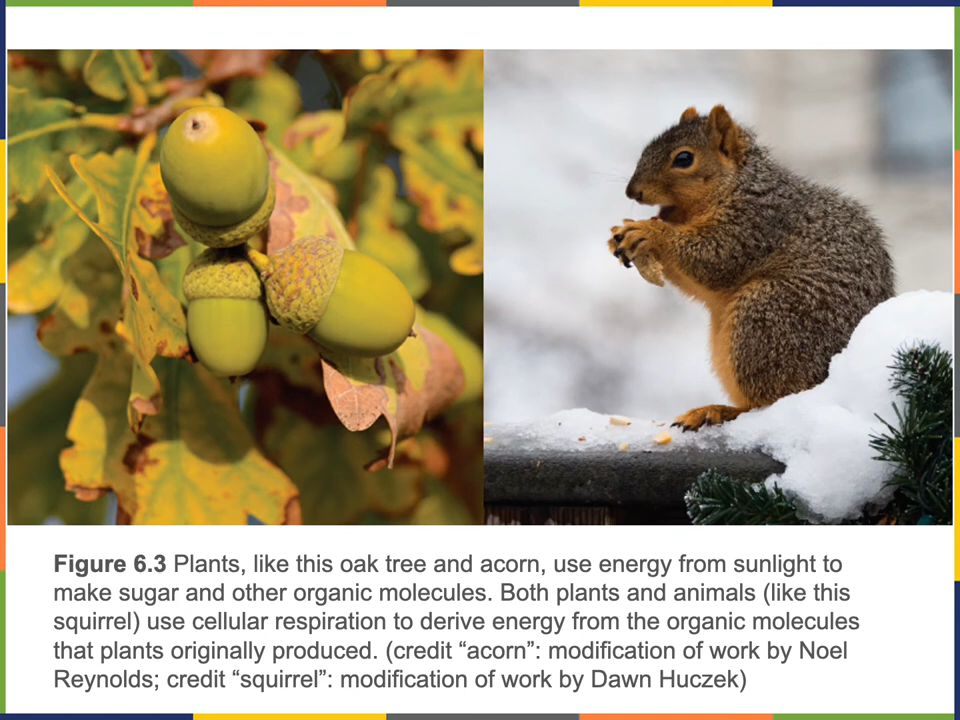 Figure 6.3 Plants, like this oak tree and acorn, use energy from sunlight to
make sugar and other organic molecules. Both plants and animals (like this
squirrel) use cellular respiration to derive energy from the organic molecules
that plants originally produced. (credit “acorn”: modification of work by Noel
Reynolds; credit “squirrel”: modification of work by Dawn Huczek)